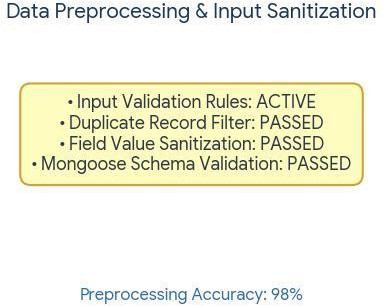 Data Preprocessing & Input Sanitization
• Input Validation Rules: ACTIVE
• Duplicate Record Filter: PASSED
• Field Value Sanitization: PASSED
• Mongoose Schema Validation: PASSED
Preprocessing Accuracy: 98%